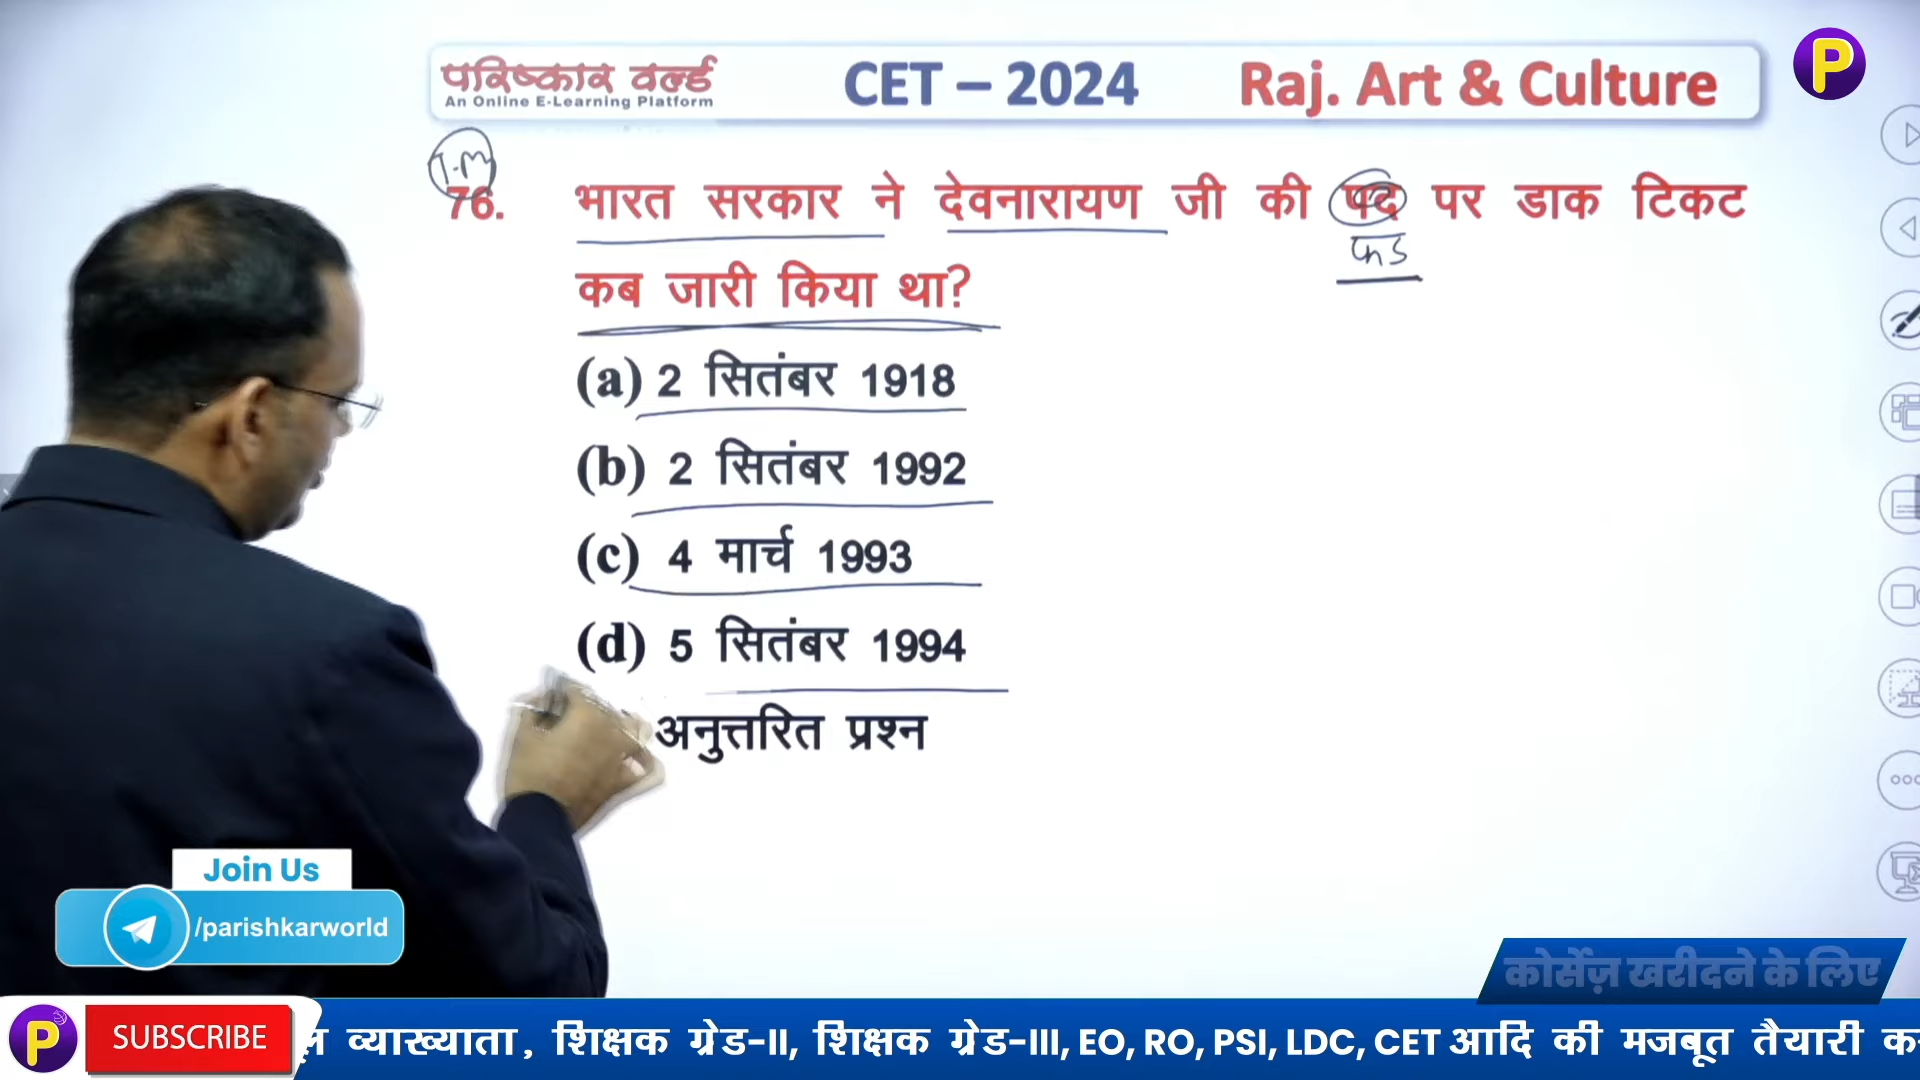 परिष्कार वर्ल्ड
An Online E-Learning Platform
CET – 2024
Raj. Art & Culture
P
I.M
76. भारत सरकार ने देवनारायण जी की पद पर डाक टिकट
फड
कब जारी किया था?
(a) 2 सितंबर 1918
(b) 2 सितंबर 1992
(c) 4 मार्च 1993
(d) 5 सितंबर 1994
अनुत्तरित प्रश्न
Join Us
/parishkarworld
कोर्सेज़ खरीदने के लिए
P
SUBSCRIBE
व्याख्याता, शिक्षक ग्रेड-II, शिक्षक ग्रेड-III, EO, RO, PSI, LDC, CET आदि की मजबूत तैयारी